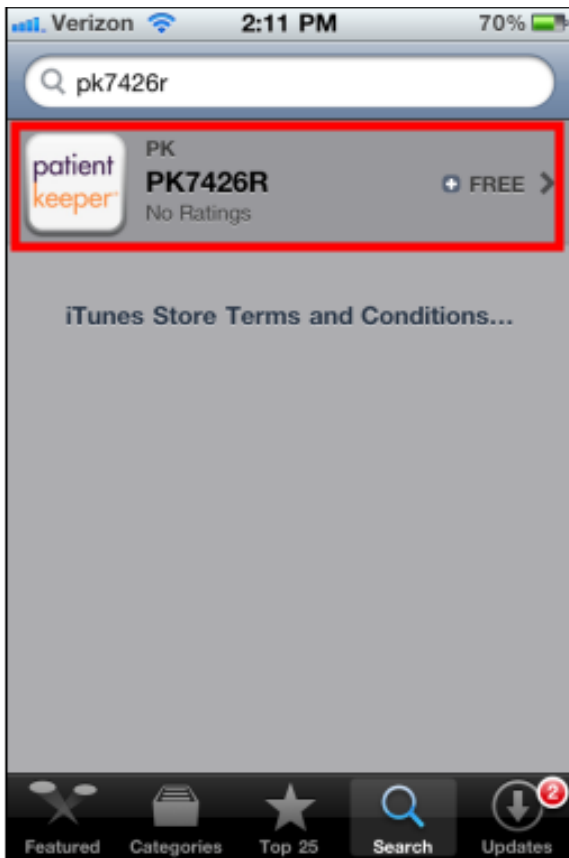 Verizon 2:11 PM 70%
pk7426r
patient
keeper
PK
PK7426R
FREE
No Ratings
iTunes Store Terms and Conditions...
Featured Categories Top 25 Search Updates
2